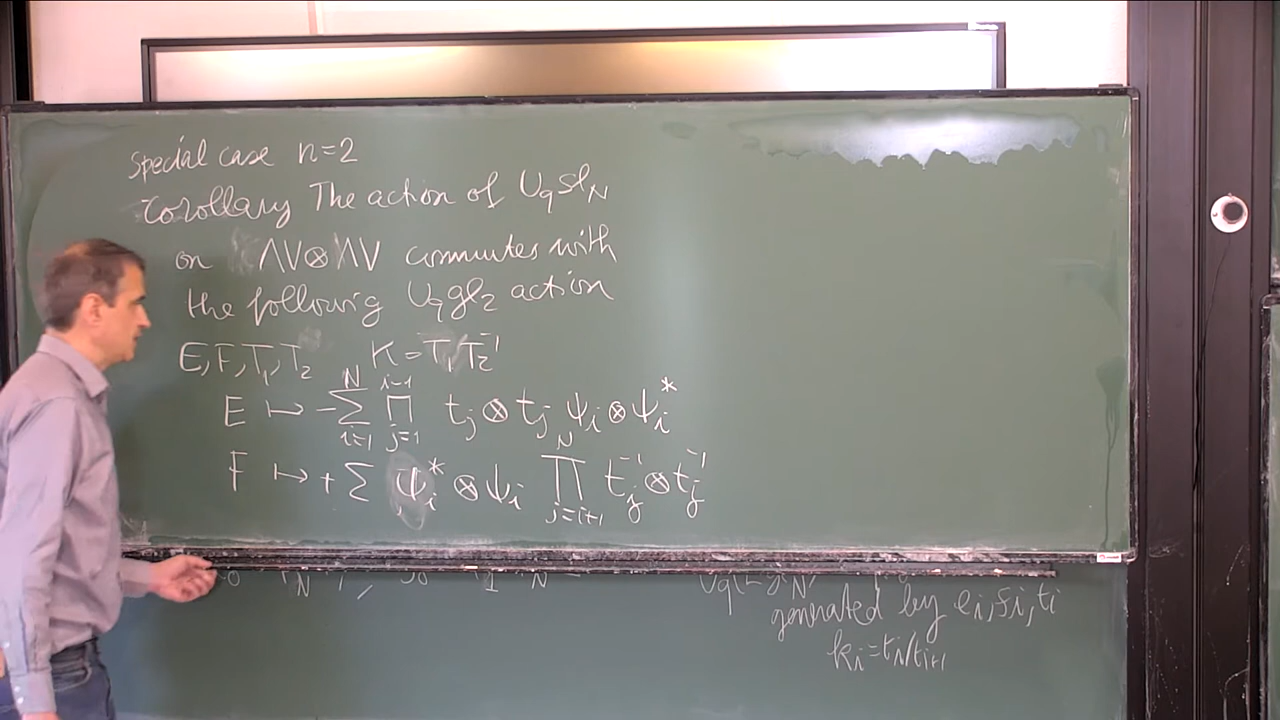 Special case n=2
Corollary The action of U_q sl_N
on ΛV⊗ΛV commutes with
the following U_q gl_2 action
E, F, T_1, T_2 K = T_1 T_2^{-1}
E ↦ -∑_{i=1}^{N} ∏_{j=1}^{i-1} t_j ⊗ t_j ψ_i ⊗ ψ_i^*
F ↦ +∑ ψ_i^* ⊗ ψ_i ∏_{j=i+1}^{N} t_j^{-1} ⊗ t_j^{-1}
generated by e_i, f_i, t_i
k_i = t_i/t_{i+1}